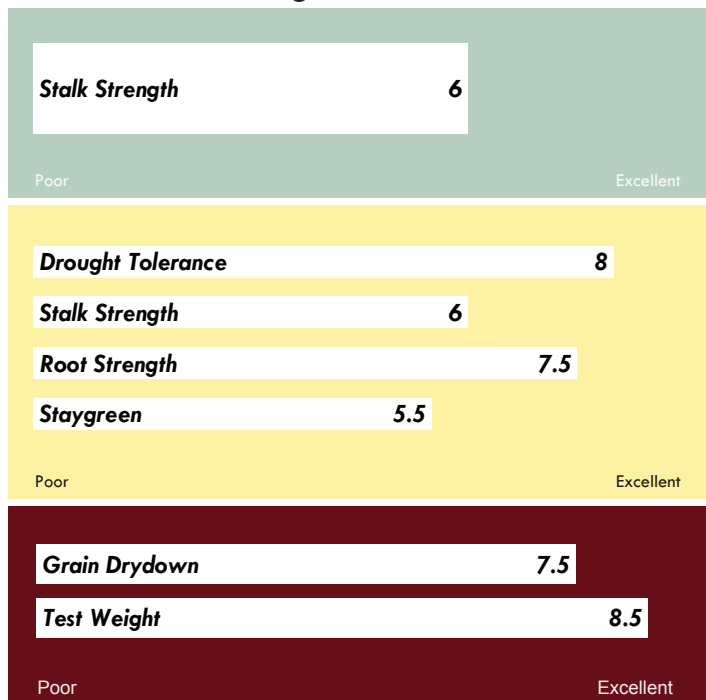 Stalk Strength 6
Poor Excellent
Drought Tolerance 8
Stalk Strength 6
Root Strength 7.5
Staygreen 5.5
Poor Excellent
Grain Drydown 7.5
Test Weight 8.5
Poor Excellent